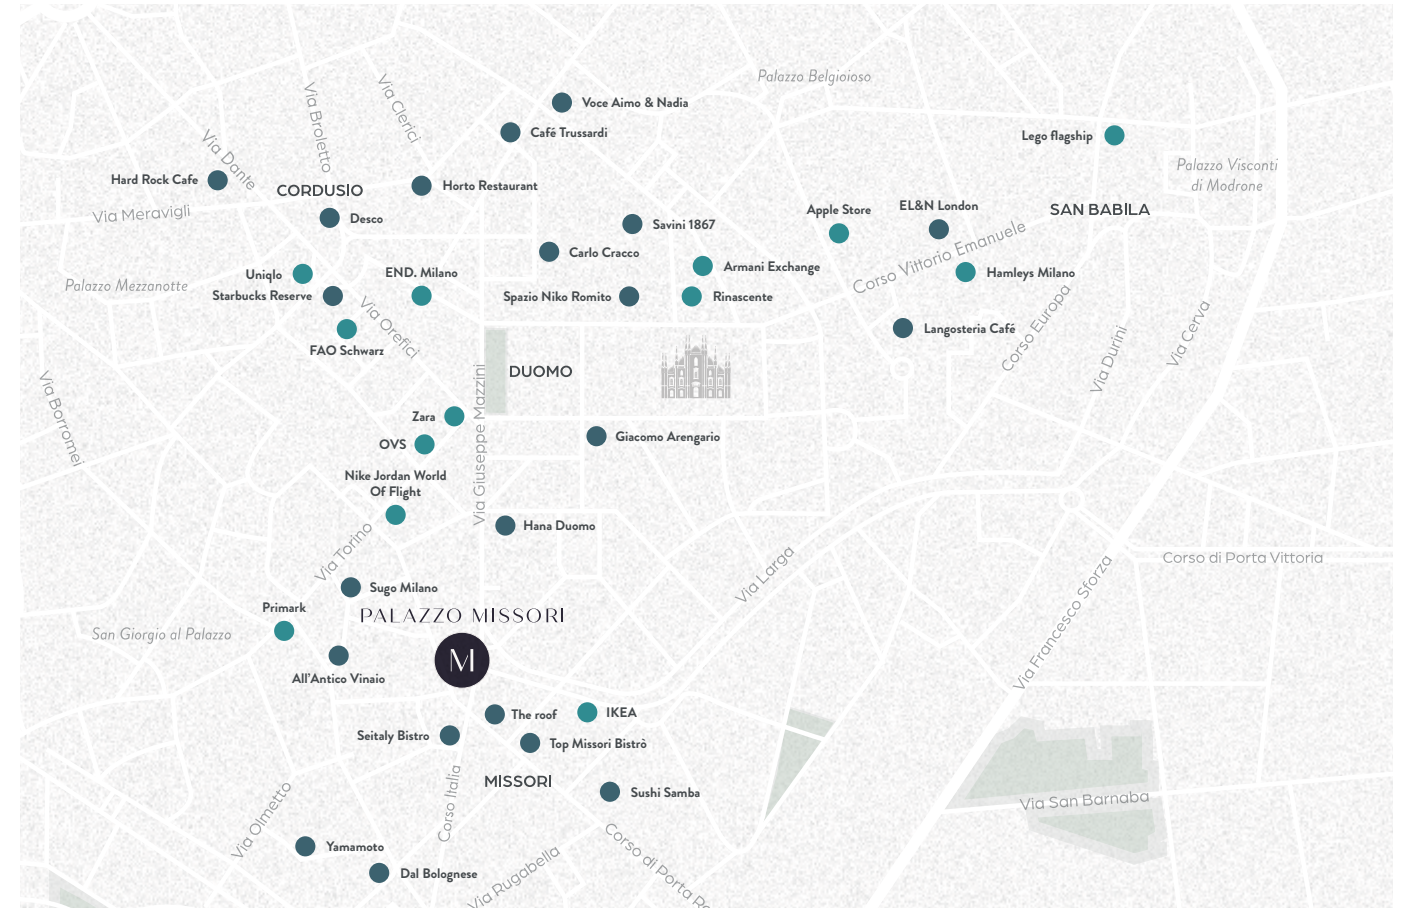 Palazzo Belgioioso
Via Broletto
Via Clerici
Voce Aimo & Nadia
Café Trussardi
Lego flagship
Via Dante
Palazzo Visconti
di Modrone
Hard Rock Cafe
CORDUSIO
Horto Restaurant
Via Meravigli
Desco
Savini 1867
Apple Store
EL&N London
SAN BABILA
Carlo Cracco
Corso Vittorio Emanuele
Uniqlo
END. Milano
Armani Exchange
Hamleys Milano
Palazzo Mezzanotte
Starbucks Reserve
Spazio Niko Romito
Rinascente
Via Orefici
Langosteria Café
Corso Europa
Via Durini
Via Cerva
FAO Schwarz
DUOMO
Via Borromei
Via Giuseppe Mazzini
Zara
OVS
Giacomo Arengario
Nike Jordan World
Of Flight
Hana Duomo
Via Torino
Via Larga
Corso di Porta Vittoria
Sugo Milano
Via Francesco Sforza
Primark
PALAZZO MISSORI
San Giorgio al Palazzo
M
All'Antico Vinaio
The roof
IKEA
Seitaly Bistro
Top Missori Bistrò
MISSORI
Corso Italia
Sushi Samba
Via San Barnaba
Via Olmetto
Yamamoto
Corso di Porta Ro
Dal Bolognese
Via Rugabella